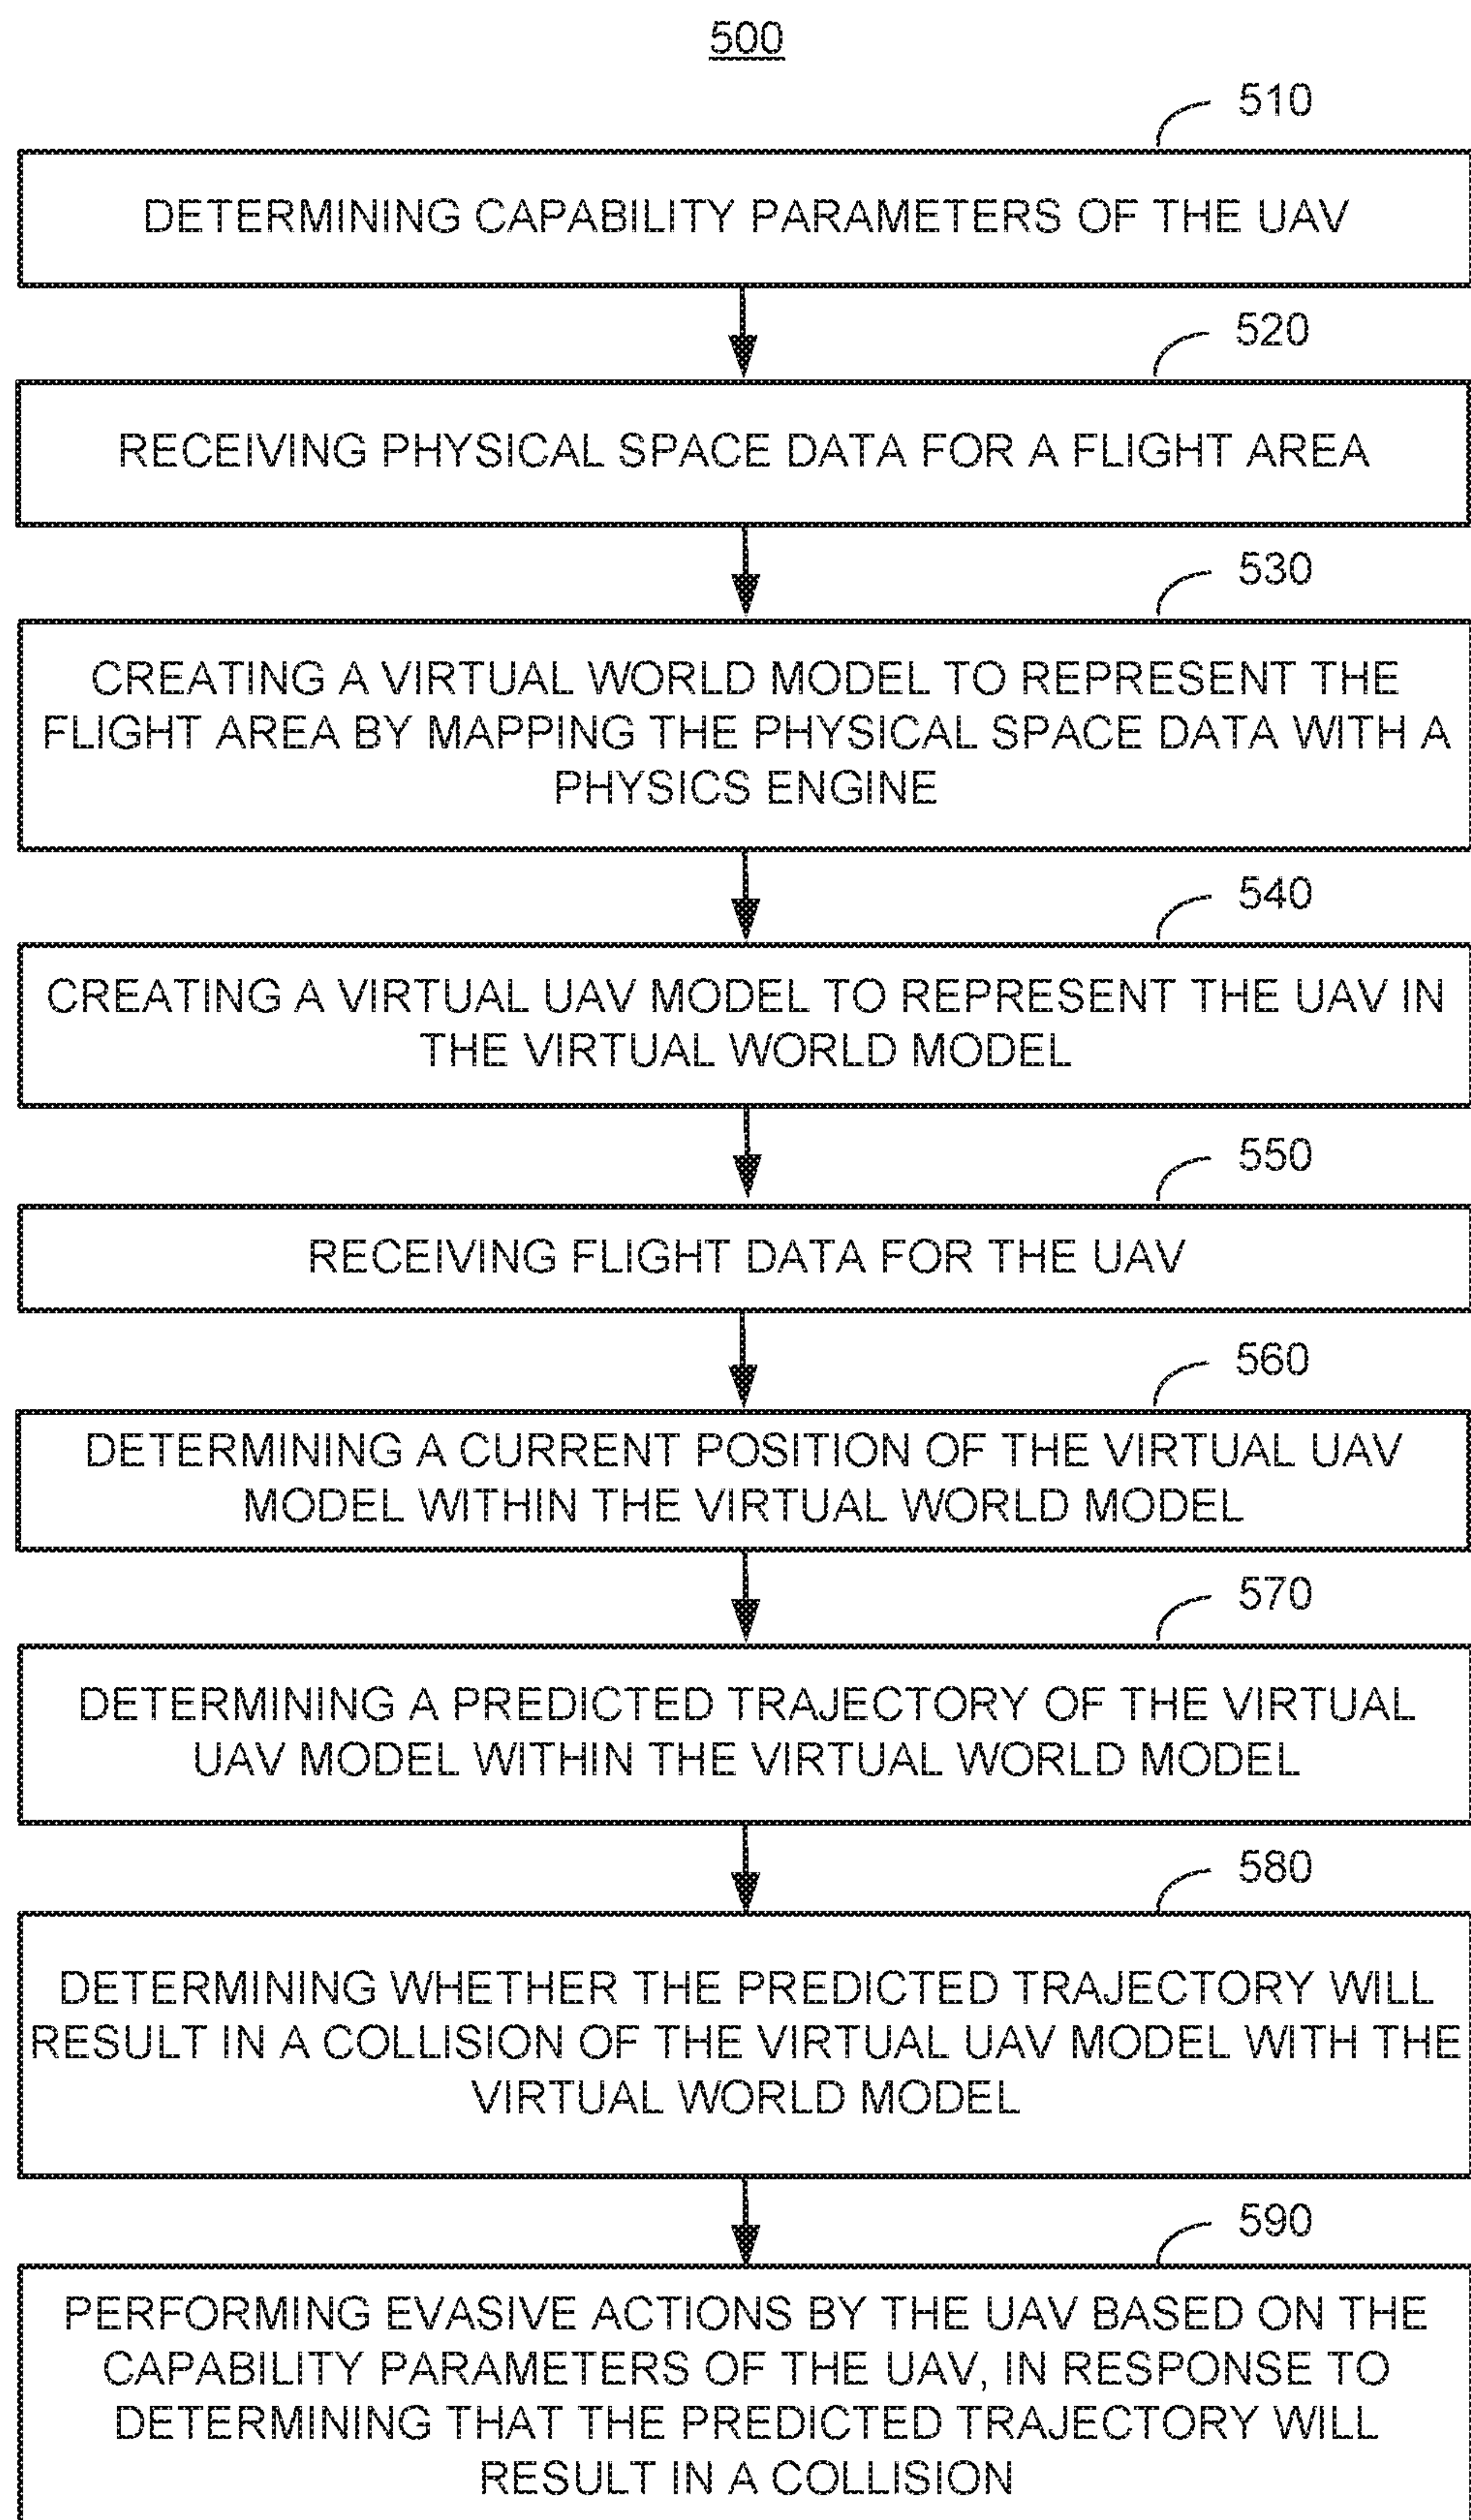 500
510
DETERMINING CAPABILITY PARAMETERS OF THE UAV
520
RECEIVING PHYSICAL SPACE DATA FOR A FLIGHT AREA
530
CREATING A VIRTUAL WORLD MODEL TO REPRESENT THE
FLIGHT AREA BY MAPPING THE PHYSICAL SPACE DATA WITH A
PHYSICS ENGINE
540
CREATING A VIRTUAL UAV MODEL TO REPRESENT THE UAV IN
THE VIRTUAL WORLD MODEL
550
RECEIVING FLIGHT DATA FOR THE UAV
560
DETERMINING A CURRENT POSITION OF THE VIRTUAL UAV
MODEL WITHIN THE VIRTUAL WORLD MODEL
570
DETERMINING A PREDICTED TRAJECTORY OF THE VIRTUAL
UAV MODEL WITHIN THE VIRTUAL WORLD MODEL
580
DETERMINING WHETHER THE PREDICTED TRAJECTORY WILL
RESULT IN A COLLISION OF THE VIRTUAL UAV MODEL WITH THE
VIRTUAL WORLD MODEL
590
PERFORMING EVASIVE ACTIONS BY THE UAV BASED ON THE
CAPABILITY PARAMETERS OF THE UAV, IN RESPONSE TO
DETERMINING THAT THE PREDICTED TRAJECTORY WILL
RESULT IN A COLLISION